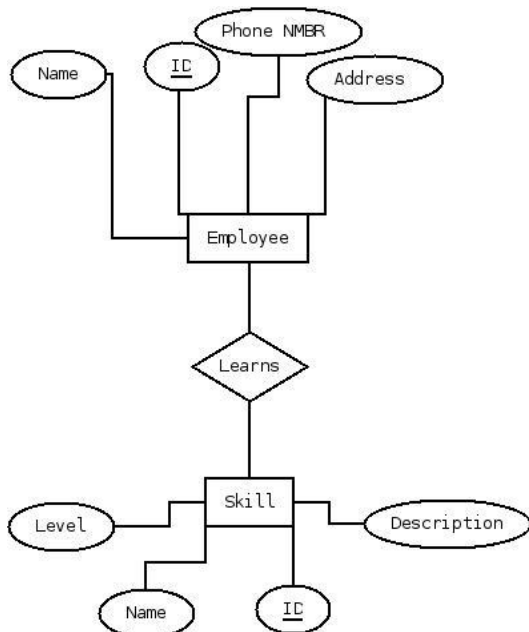 Phone NMBR
Name
ID
Address
Employee
Learns
Skill
Level
Description
Name
ID